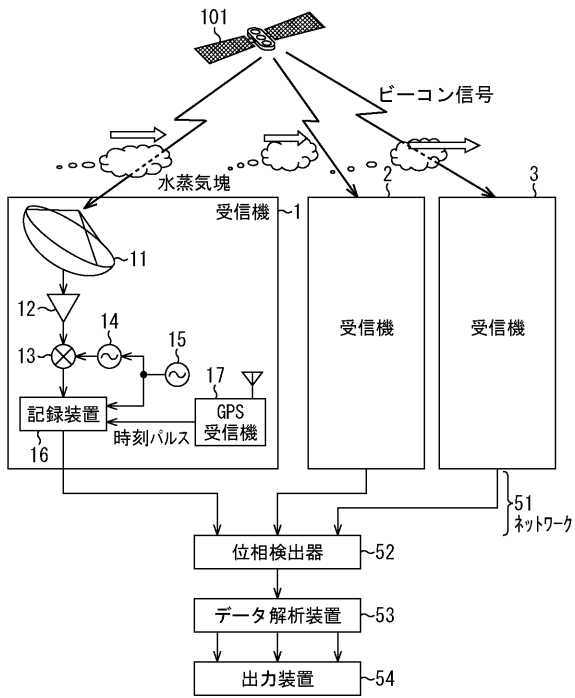 101
ビーコン信号
水蒸気塊
受信機
1
2
3
11
12
13
14
15
17
GPS
受信機
記録装置
16
時刻パルス
受信機
受信機
51
ネットワーク
位相検出器
52
データ解析装置
53
出力装置
54